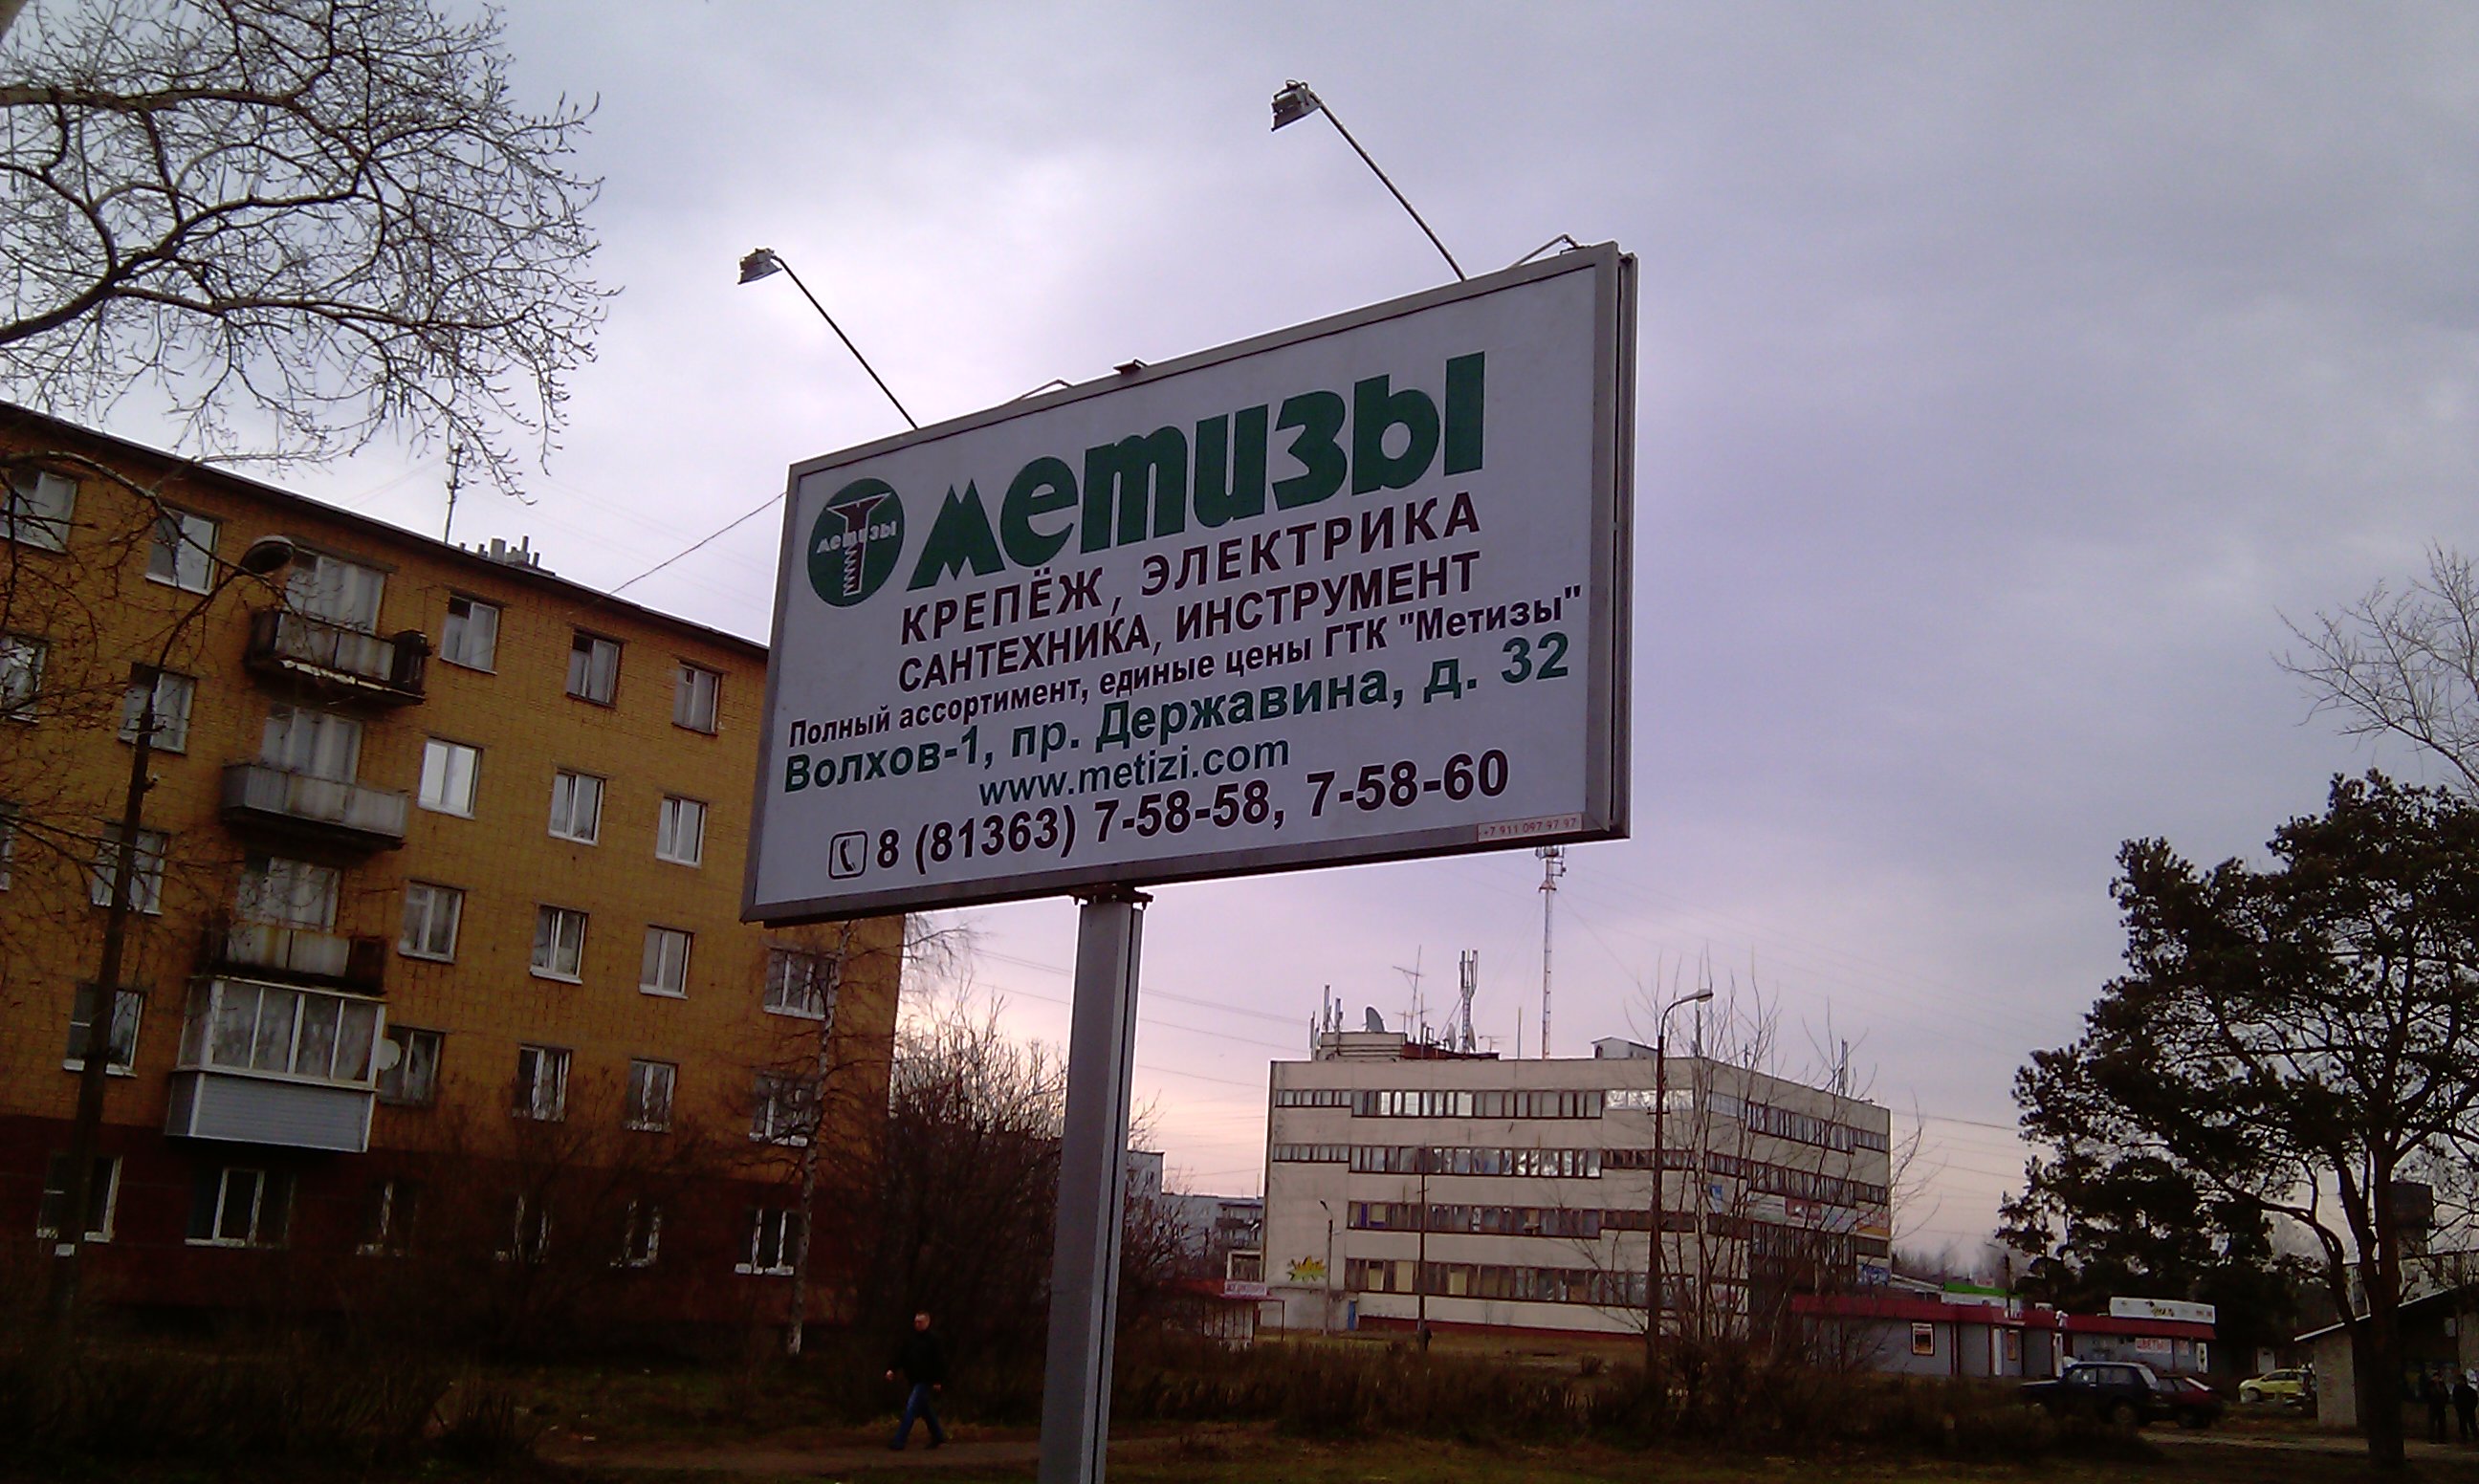 метизы
метизы
КРЕПЁЖ, ЭЛЕКТРИКА
САНТЕХНИКА, ИНСТРУМЕНТ
Полный ассортимент, единые цены ГТК "Метизы"
Волхов-1, пр. Державина, д. 32
www.metizi.com
8 (81363) 7-58-58, 7-58-60
+7 911 097 97 97
ЦВЕТЫ